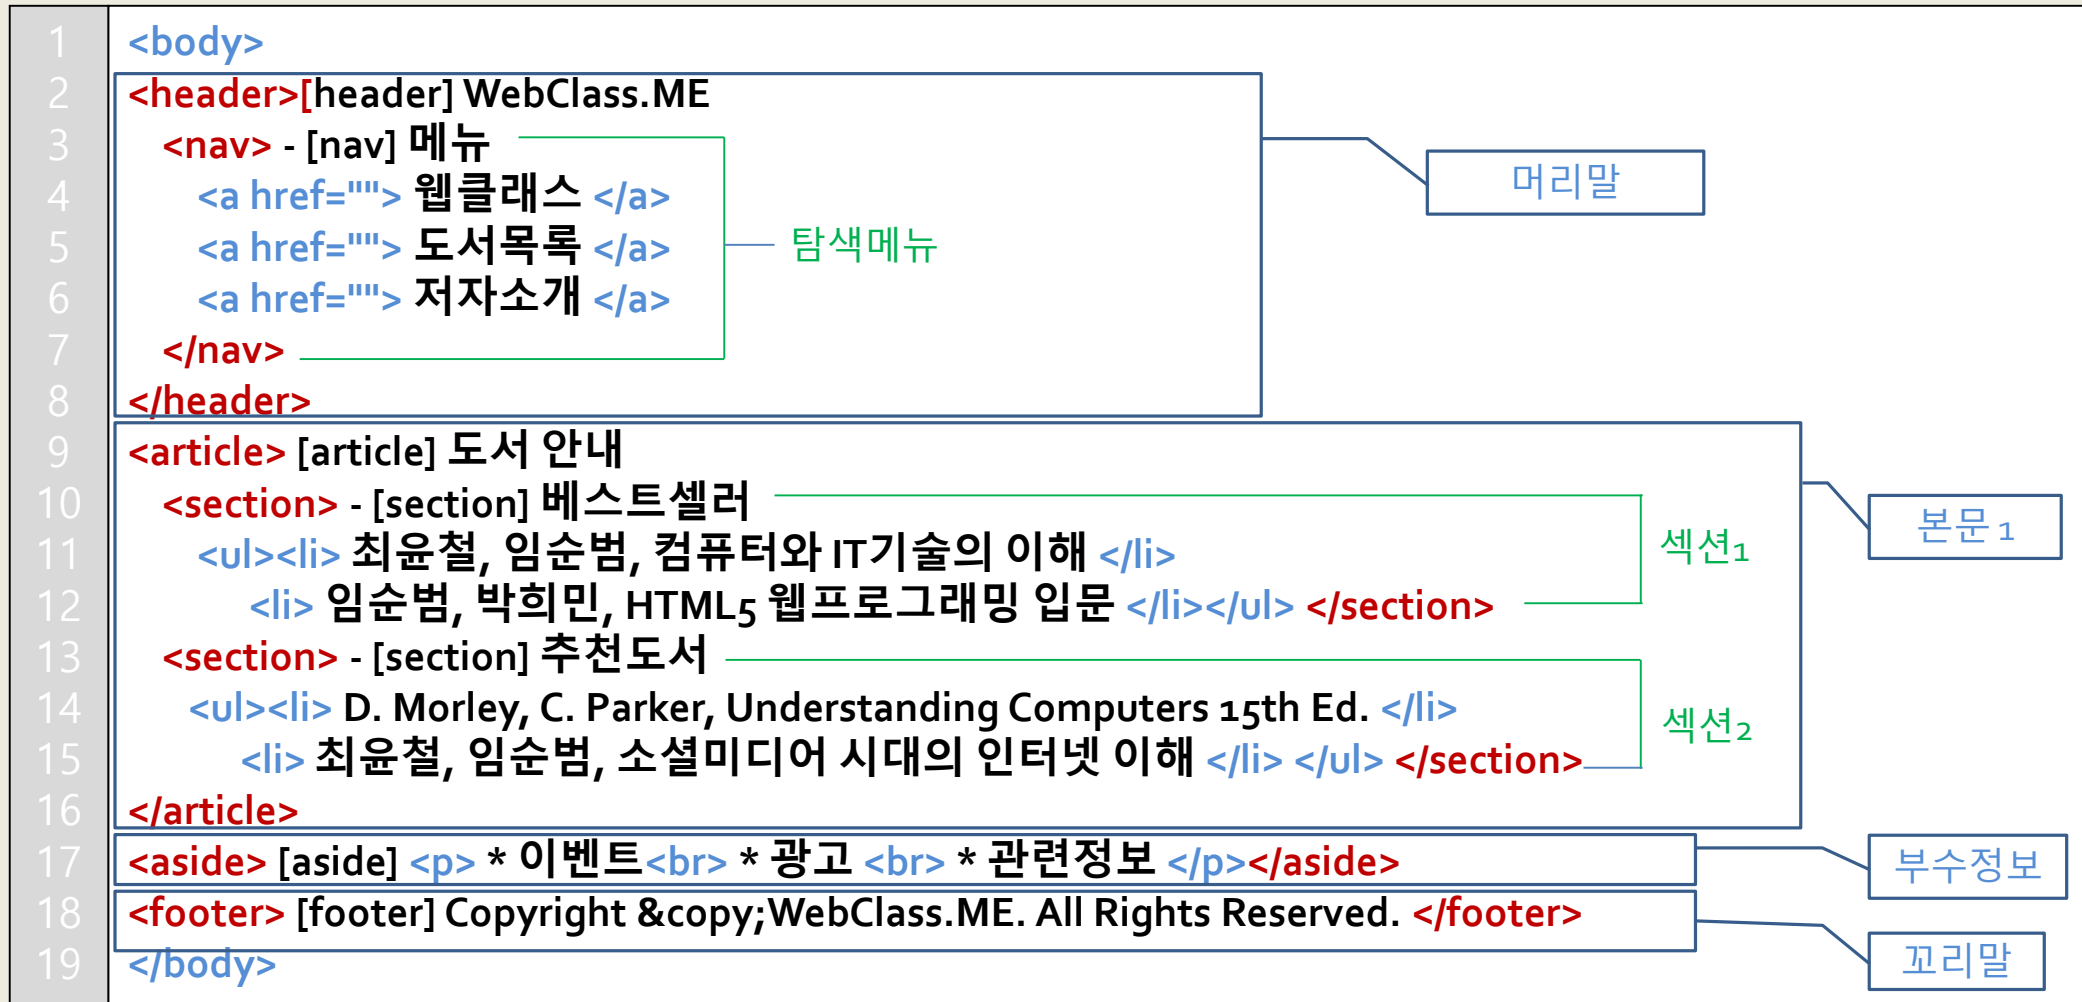 1 <body>
2 <header>[header] WebClass.ME
3 <nav> - [nav] 메뉴
4 <a href=""> 웹클래스 </a>
5 <a href=""> 도서목록 </a>
6 <a href=""> 저자소개 </a>
7 </nav>
8 </header>
머리말
탐색메뉴
9 <article> [article] 도서 안내
10 <section> - [section] 베스트셀러
11 <ul><li> 최윤철, 임순범, 컴퓨터와 IT기술의 이해 </li>
12 <li> 임순범, 박희민, HTML5 웹프로그래밍 입문 </li></ul> </section>
13 <section> - [section] 추천도서
14 <ul><li> D. Morley, C. Parker, Understanding Computers 15th Ed. </li>
15 <li> 최윤철, 임순범, 소셜미디어 시대의 인터넷 이해 </li> </ul> </section>
16 </article>
섹션1
섹션2
본문 1
17 <aside> [aside] <p> * 이벤트<br> * 광고 <br> * 관련정보 </p></aside>
부수정보
18 <footer> [footer] Copyright &copy;WebClass.ME. All Rights Reserved. </footer>
꼬리말
19 </body>